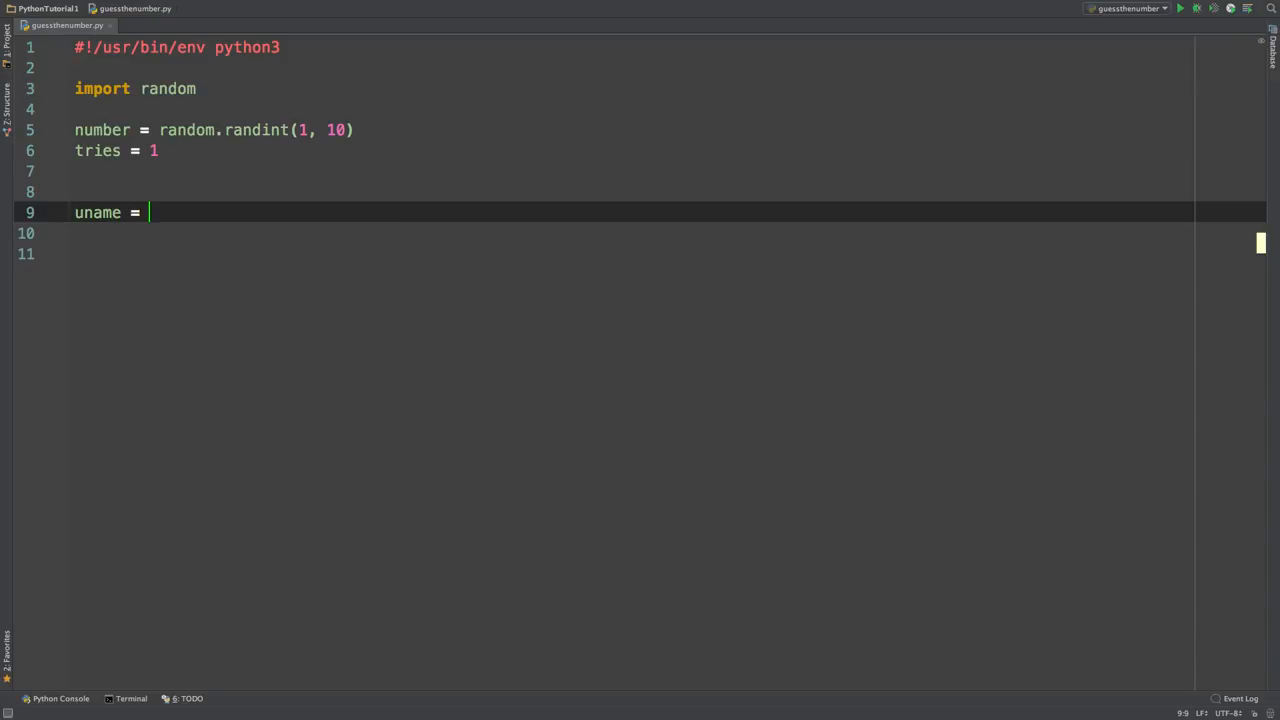 PythonTutorial1 guessthenumber.py guessthenumber
guessthenumber.py
1: Project
Z: Structure
2: Favorites
Database
1 #!/usr/bin/env python3
2
3 import random
4
5 number = random.randint(1, 10)
6 tries = 1
7
8
9 uname =
10
11
Python Console Terminal 6: TODO Event Log
9:9 LF UTF-8